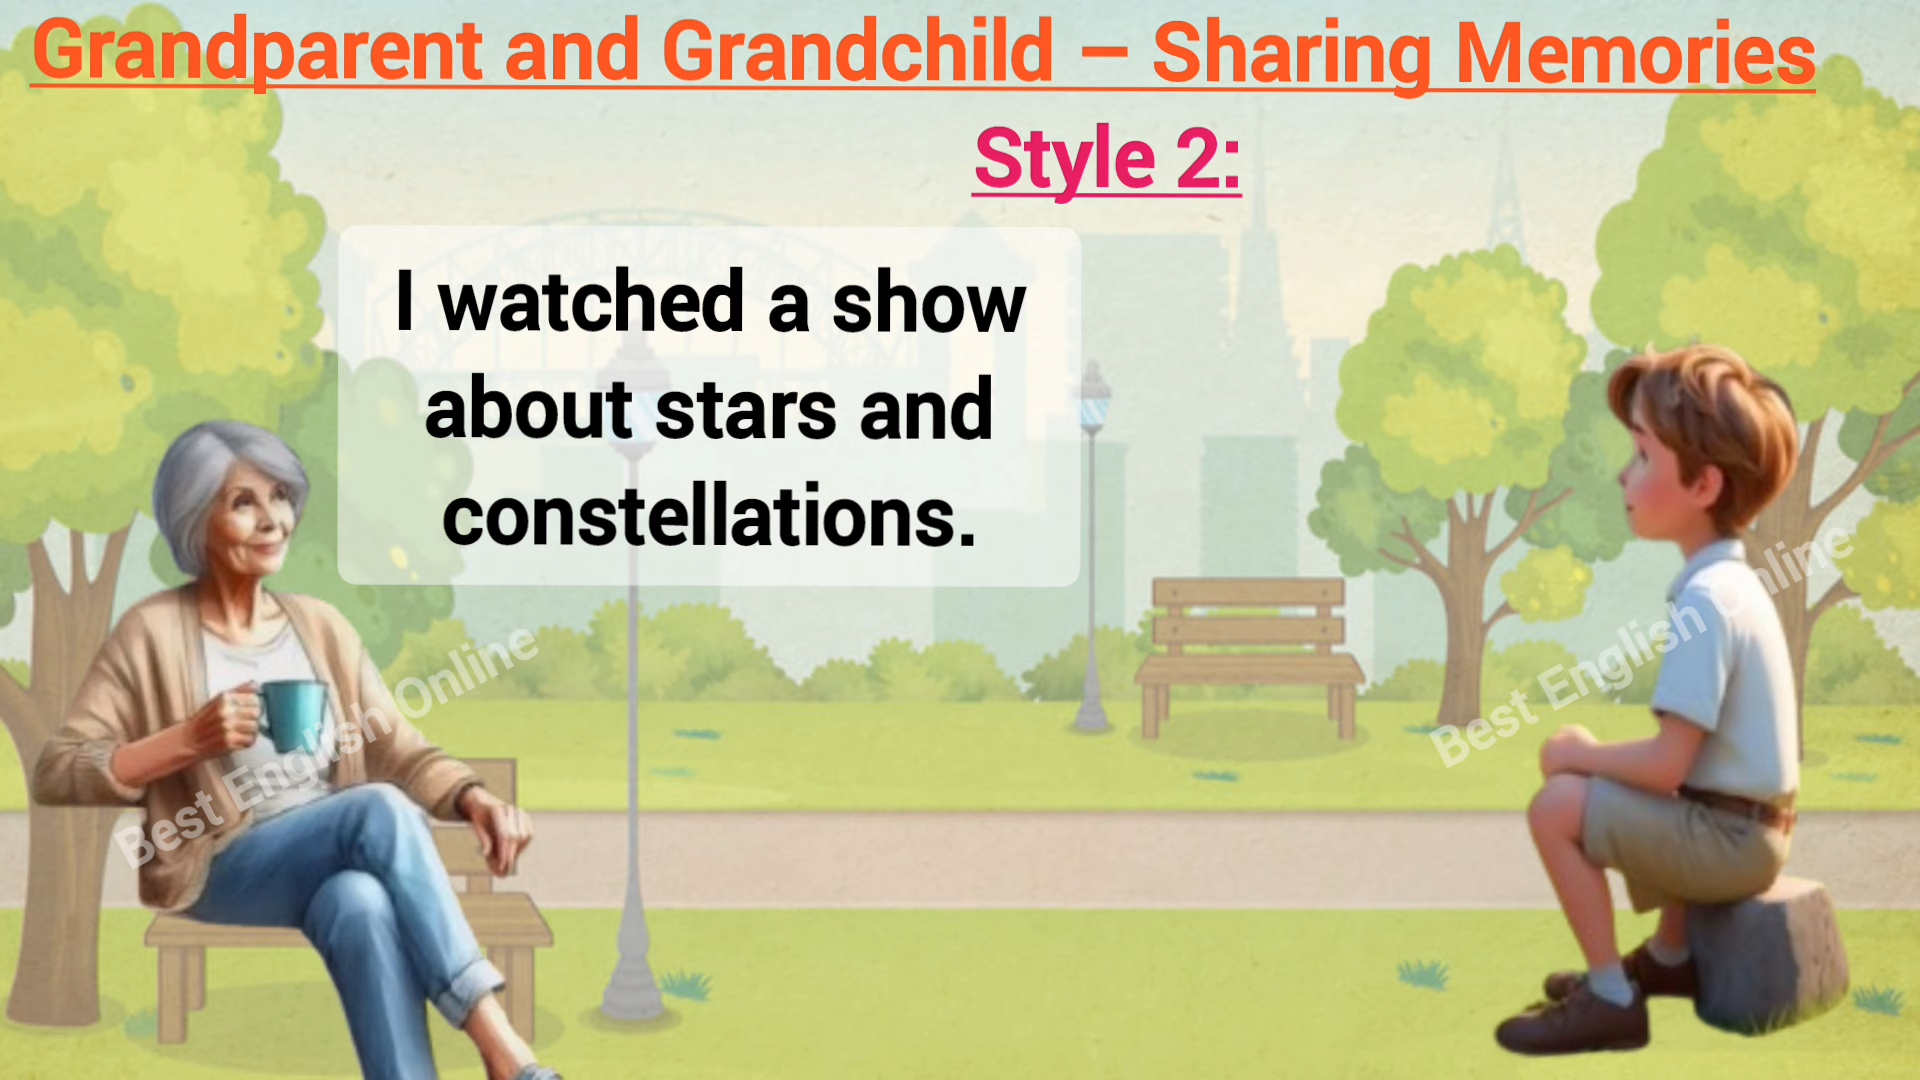 Grandparent and Grandchild – Sharing Memories
Style 2:
I watched a show
about stars and
constellations.
Best English Online
Best English Online